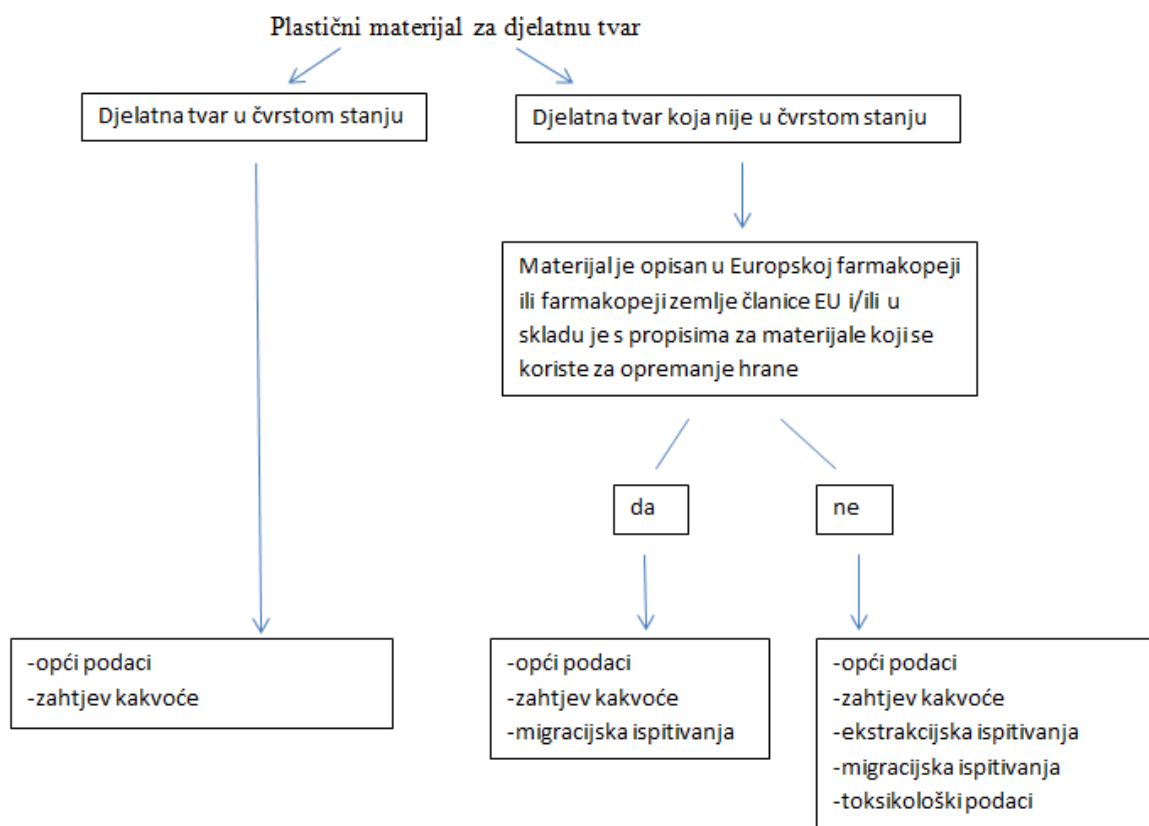 Plastični materijal za djelatnu tvar
Djelatna tvar u čvrstom stanju
Djelatna tvar koja nije u čvrstom stanju
Materijal je opisan u Europskoj farmakopeji
ili farmakopeji zemlje članice EU i/ili u
skladu je s propisima za materijale koji se
koriste za opremanje hrane
da
ne
-opći podaci
-zahtjev kakvoće
-opći podaci
-zahtjev kakvoće
-migracijska ispitivanja
-opći podaci
-zahtjev kakvoće
-ekstrakcijska ispitivanja
-migracijska ispitivanja
-toksikološki podaci